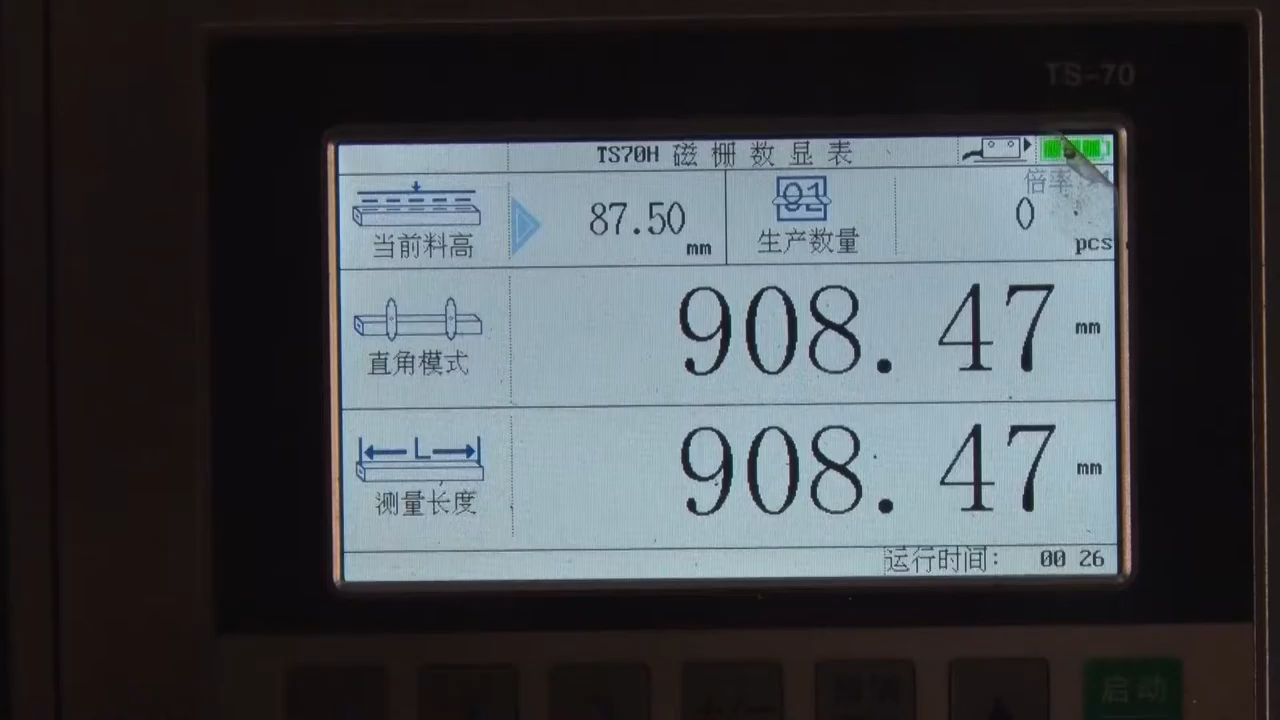 TS-70
TS70H 磁栅数显表
倍率
当前料高
87.50 mm
01
生产数量
0 pcs
直角模式
908.47 mm
L
测量长度
908.47 mm
运行时间: 00 26
启动